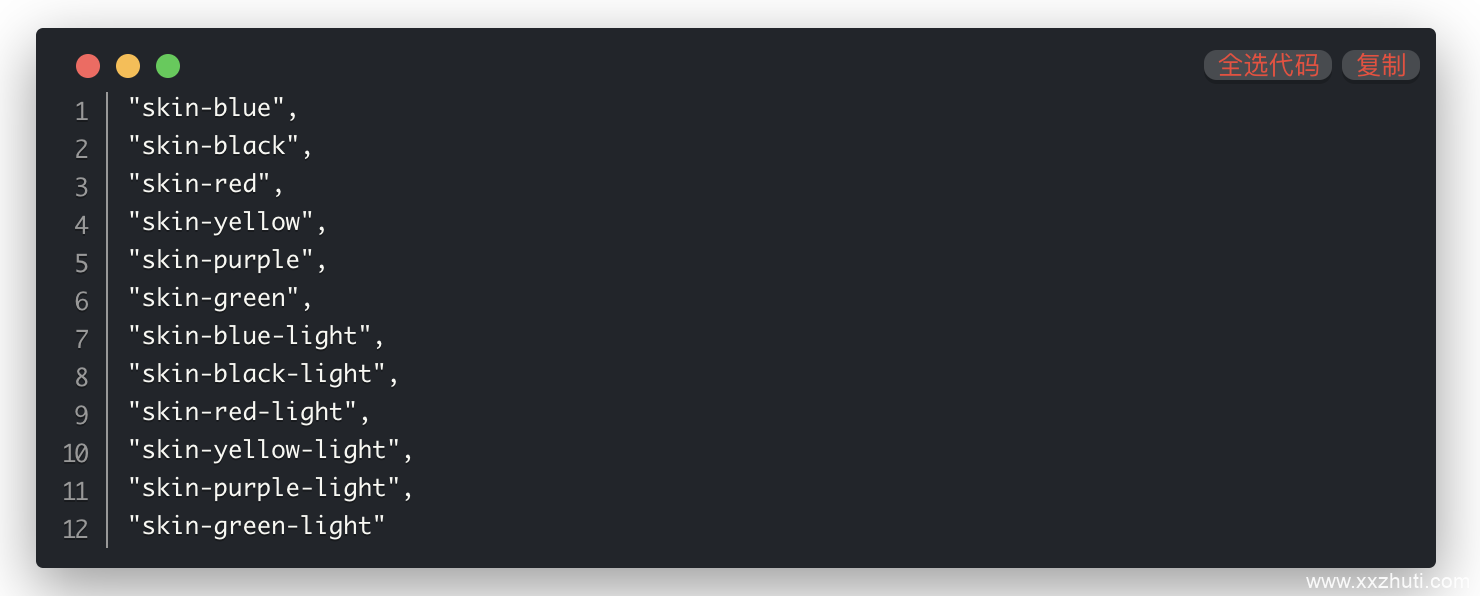 全选代码 复制
1 "skin-blue",
2 "skin-black",
3 "skin-red",
4 "skin-yellow",
5 "skin-purple",
6 "skin-green",
7 "skin-blue-light",
8 "skin-black-light",
9 "skin-red-light",
10 "skin-yellow-light",
11 "skin-purple-light",
12 "skin-green-light"
www.xxzhuti.com